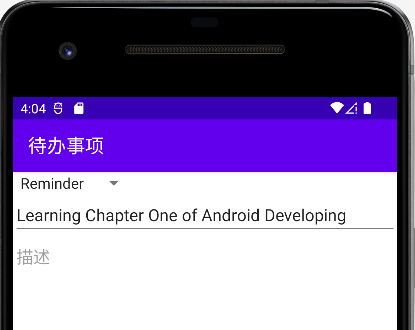 4:04
待办事项
Reminder
Learning Chapter One of Android Developing
描述